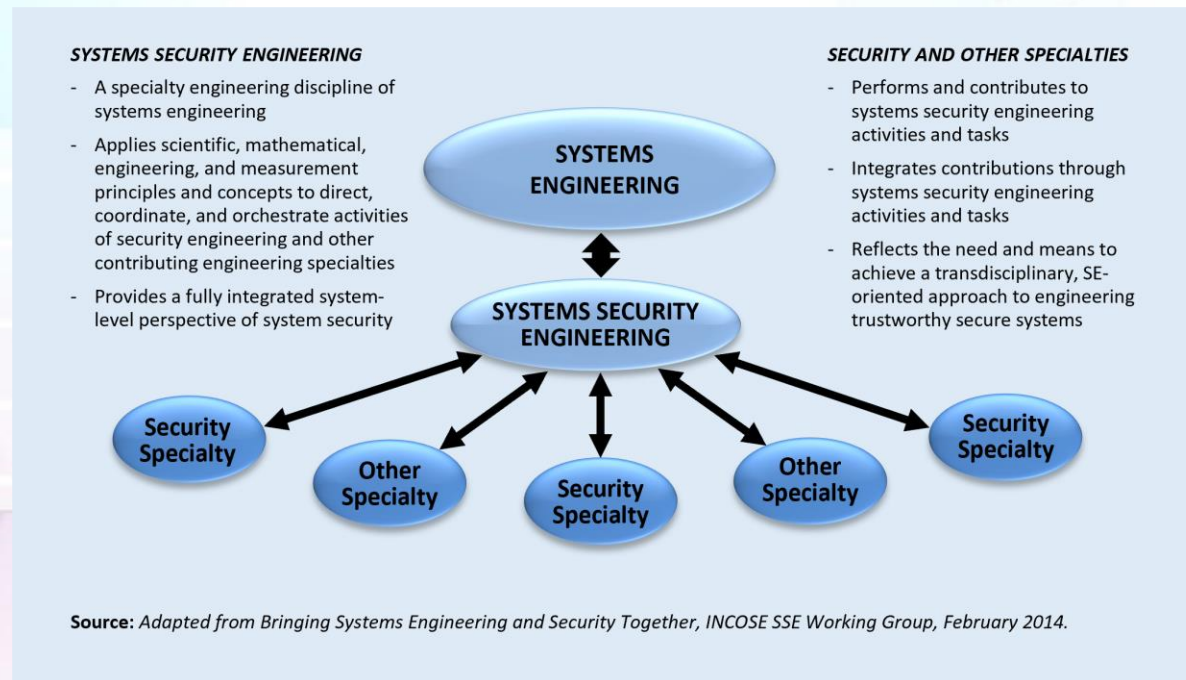 SYSTEMS SECURITY ENGINEERING
- A specialty engineering discipline of
systems engineering
- Applies scientific, mathematical,
engineering, and measurement
principles and concepts to direct,
coordinate, and orchestrate activities
of security engineering and other
contributing engineering specialties
- Provides a fully integrated system-
level perspective of system security
SYSTEMS
ENGINEERING
SECURITY AND OTHER SPECIALTIES
- Performs and contributes to
systems security engineering
activities and tasks
- Integrates contributions through
systems security engineering
activities and tasks
- Reflects the need and means to
achieve a transdisciplinary, SE-
oriented approach to engineering
trustworthy secure systems
SYSTEMS SECURITY
ENGINEERING
Security
Specialty
Other
Specialty
Security
Specialty
Other
Specialty
Security
Specialty
Source: Adapted from Bringing Systems Engineering and Security Together, INCOSE SSE Working Group, February 2014.